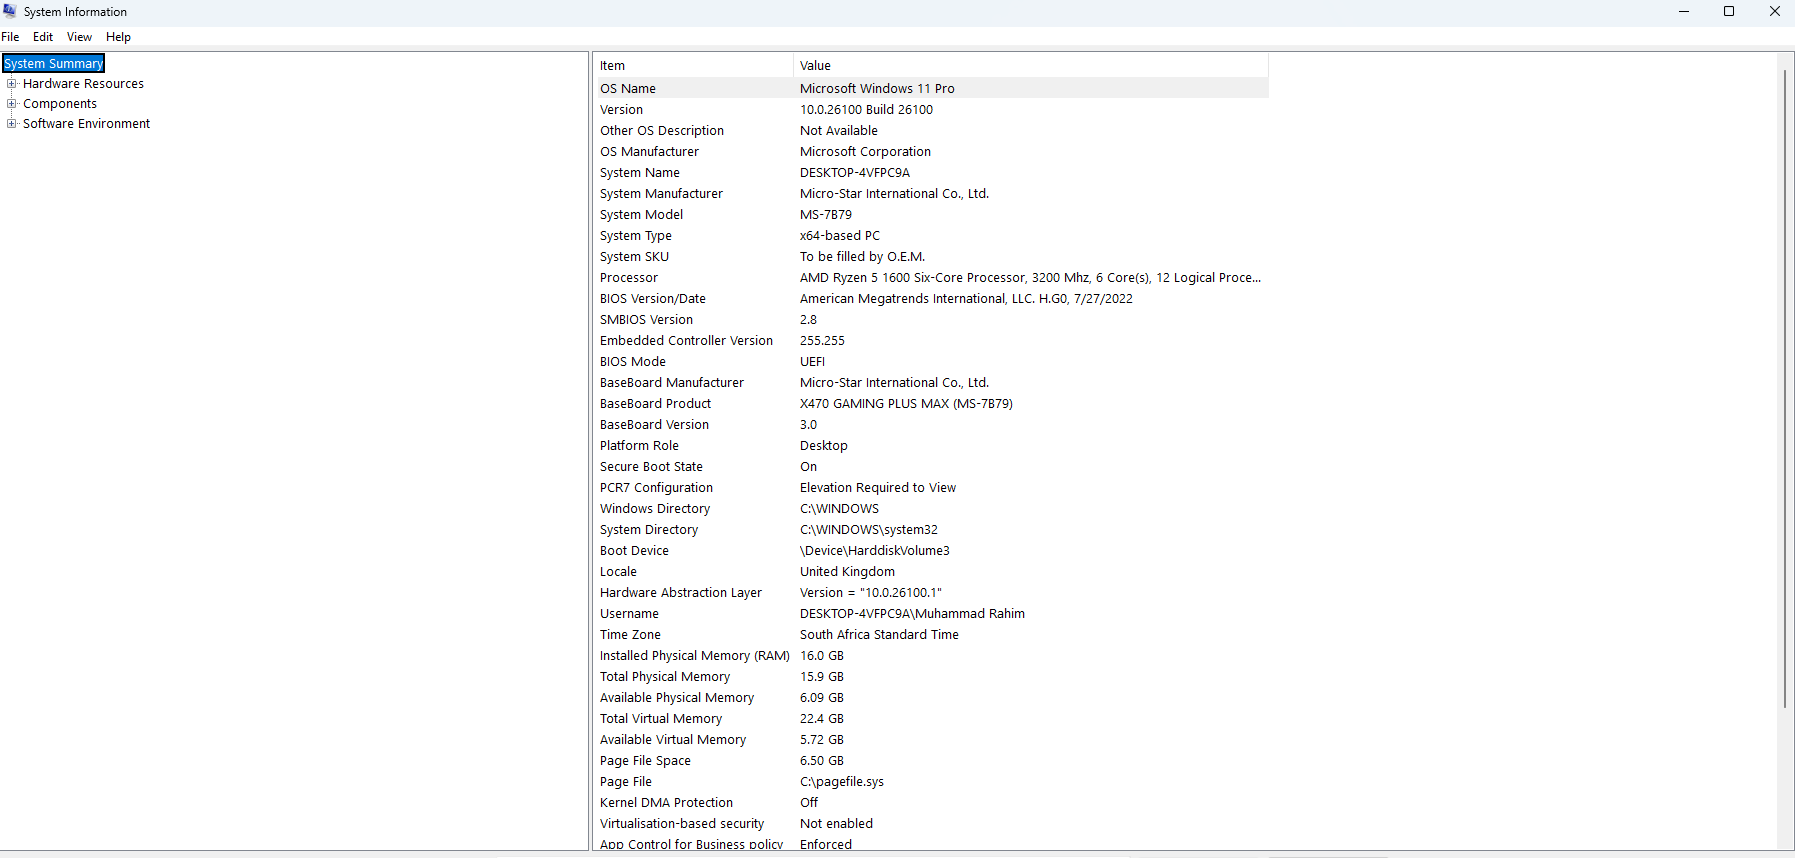 System Information
File Edit View Help
System Summary
Hardware Resources
Components
Software Environment
Item Value
OS Name Microsoft Windows 11 Pro
Version 10.0.26100 Build 26100
Other OS Description Not Available
OS Manufacturer Microsoft Corporation
System Name DESKTOP-4VFPC9A
System Manufacturer Micro-Star International Co., Ltd.
System Model MS-7B79
System Type x64-based PC
System SKU To be filled by O.E.M.
Processor AMD Ryzen 5 1600 Six-Core Processor, 3200 Mhz, 6 Core(s), 12 Logical Proce...
BIOS Version/Date American Megatrends International, LLC. H.G0, 7/27/2022
SMBIOS Version 2.8
Embedded Controller Version 255.255
BIOS Mode UEFI
BaseBoard Manufacturer Micro-Star International Co., Ltd.
BaseBoard Product X470 GAMING PLUS MAX (MS-7B79)
BaseBoard Version 3.0
Platform Role Desktop
Secure Boot State On
PCR7 Configuration Elevation Required to View
Windows Directory C:\WINDOWS
System Directory C:\WINDOWS\system32
Boot Device \Device\HarddiskVolume3
Locale United Kingdom
Hardware Abstraction Layer Version = "10.0.26100.1"
Username DESKTOP-4VFPC9A\Muhammad Rahim
Time Zone South Africa Standard Time
Installed Physical Memory (RAM) 16.0 GB
Total Physical Memory 15.9 GB
Available Physical Memory 6.09 GB
Total Virtual Memory 22.4 GB
Available Virtual Memory 5.72 GB
Page File Space 6.50 GB
Page File C:\pagefile.sys
Kernel DMA Protection Off
Virtualisation-based security Not enabled
App Control for Business policy Enforced